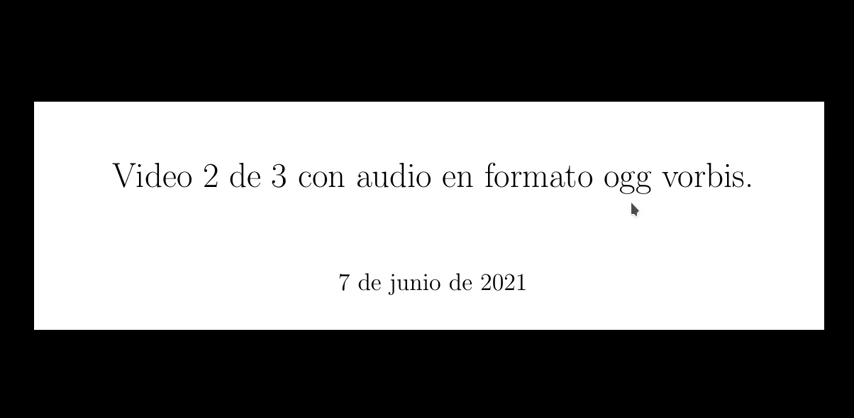 Video 2 de 3 con audio en formato ogg vorbis.
7 de junio de 2021